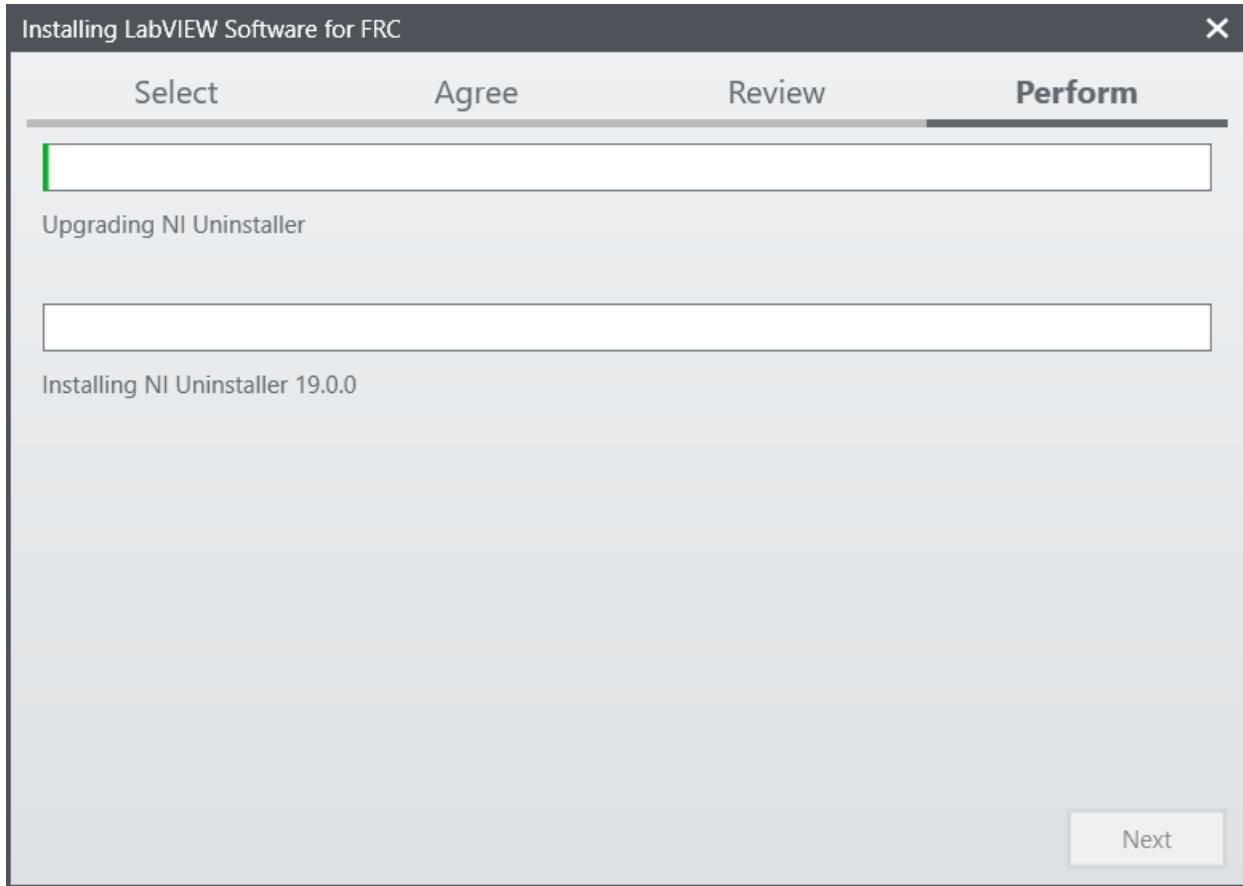 Installing LabVIEW Software for FRC
Select Agree Review Perform
Upgrading NI Uninstaller
Installing NI Uninstaller 19.0.0
Next